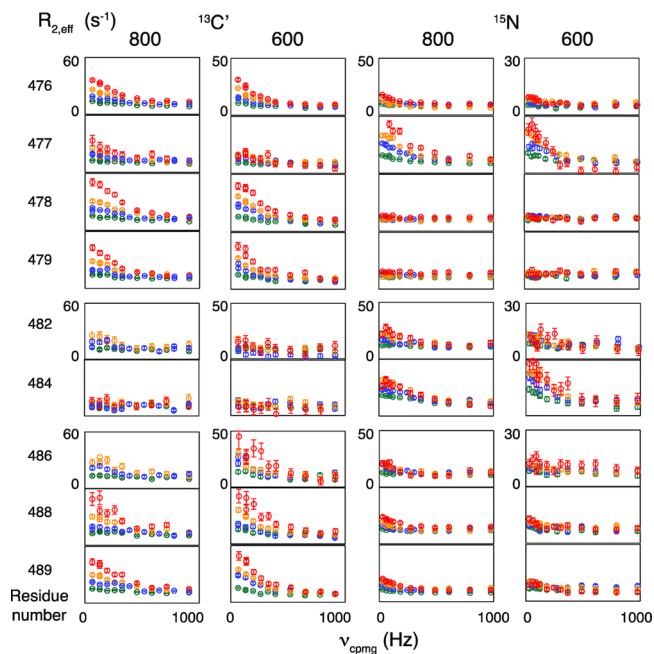 R2,eff (s⁻¹) ¹³C' ¹⁵N
800 600 800 600
60 50 50 30
476
0 0 0 0
477
478
479
60 60 50 30
482
0 0 0 0
484
60 50 50 30
486
0 0 0 0
488
489
Residue number
0 1000 0 1000 0 1000 0 1000
νcpmg (Hz)